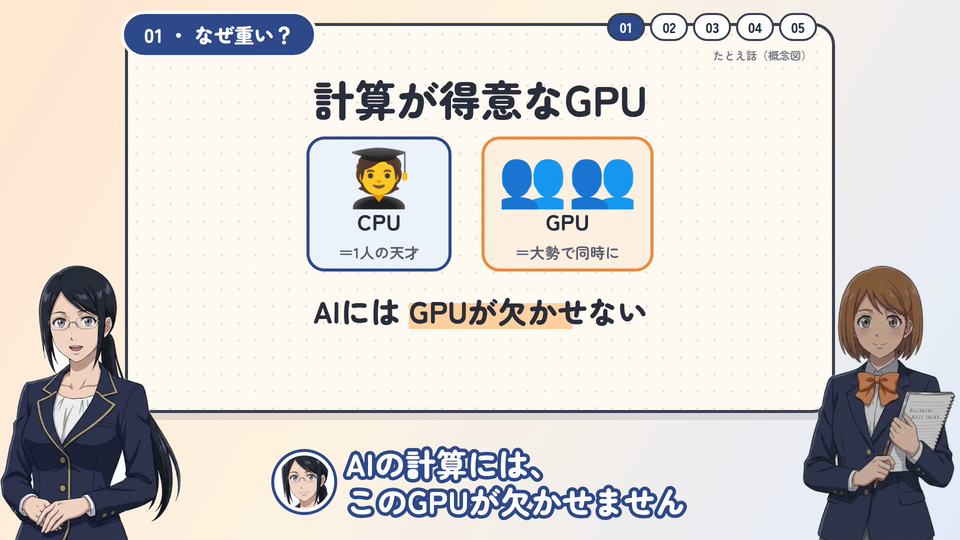 01 ・ なぜ重い？
01 02 03 04 05
たとえ話（概念図）
計算が得意なGPU
CPU
＝1人の天才
GPU
＝大勢で同時に
AIには GPUが欠かせない
AIの計算には、
このGPUが欠かせません